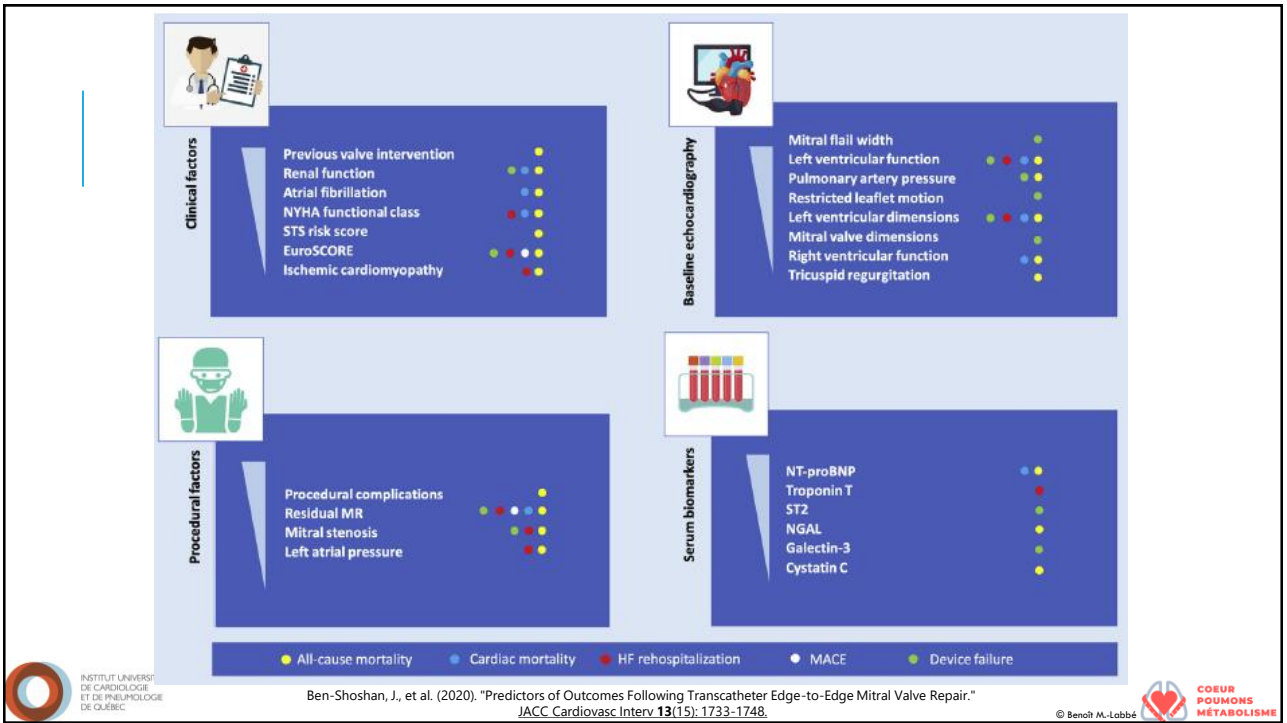 Clinical factors
Previous valve intervention
Renal function
Atrial fibrillation
NYHA functional class
STS risk score
EuroSCORE
Ischemic cardiomyopathy
Baseline echocardiography
Mitral flail width
Left ventricular function
Pulmonary artery pressure
Restricted leaflet motion
Left ventricular dimensions
Mitral valve dimensions
Right ventricular function
Tricuspid regurgitation
Procedural factors
Procedural complications
Residual MR
Mitral stenosis
Left atrial pressure
Serum biomarkers
NT-proBNP
Troponin T
ST2
NGAL
Galectin-3
Cystatin C
All-cause mortality
Cardiac mortality
HF rehospitalization
MACE
Device failure
INSTITUT UNIVERSIT
DE CARDIOLOGIE
ET DE PNEUMOLOGIE
DE QUÉBEC
Ben-Shoshan, J., et al. (2020). "Predictors of Outcomes Following Transcatheter Edge-to-Edge Mitral Valve Repair."
JACC Cardiovasc Interv 13(15): 1733-1748.
© Benoît M.-Labbé
COEUR
POUMONS
MÉTABOLISME